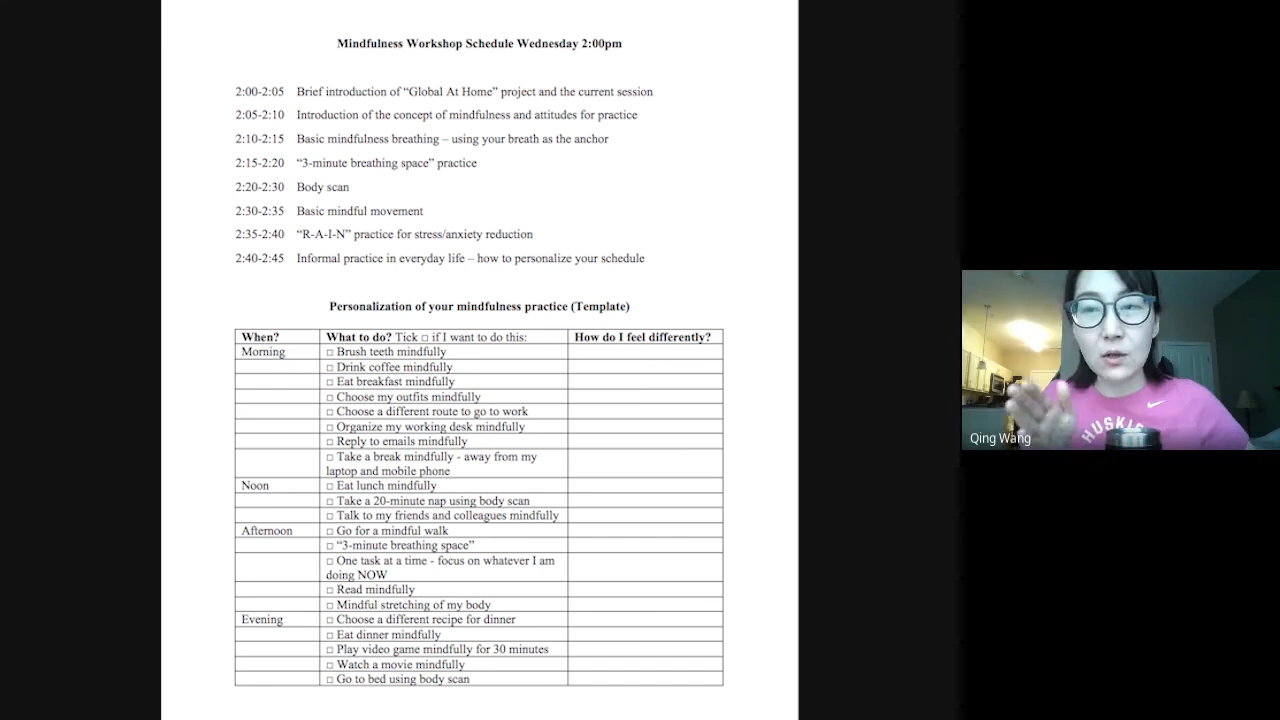 Mindfulness Workshop Schedule Wednesday 2:00pm
2:00-2:05 Brief introduction of “Global At Home” project and the current session
2:05-2:10 Introduction of the concept of mindfulness and attitudes for practice
2:10-2:15 Basic mindfulness breathing – using your breath as the anchor
2:15-2:20 “3-minute breathing space” practice
2:20-2:30 Body scan
2:30-2:35 Basic mindful movement
2:35-2:40 “R-A-I-N” practice for stress/anxiety reduction
2:40-2:45 Informal practice in everyday life – how to personalize your schedule
Personalization of your mindfulness practice (Template)
When? What to do? Tick □ if I want to do this: How do I feel differently?
Morning □ Brush teeth mindfully
□ Drink coffee mindfully
□ Eat breakfast mindfully
□ Choose my outfits mindfully
□ Choose a different route to go to work
□ Organize my working desk mindfully
□ Reply to emails mindfully
□ Take a break mindfully - away from my
laptop and mobile phone
Noon □ Eat lunch mindfully
□ Take a 20-minute nap using body scan
□ Talk to my friends and colleagues mindfully
Afternoon □ Go for a mindful walk
□ “3-minute breathing space”
□ One task at a time - focus on whatever I am
doing NOW
□ Read mindfully
□ Mindful stretching of my body
Evening □ Choose a different recipe for dinner
□ Eat dinner mindfully
□ Play video game mindfully for 30 minutes
□ Watch a movie mindfully
□ Go to bed using body scan
Qing Wang
HUSKIE